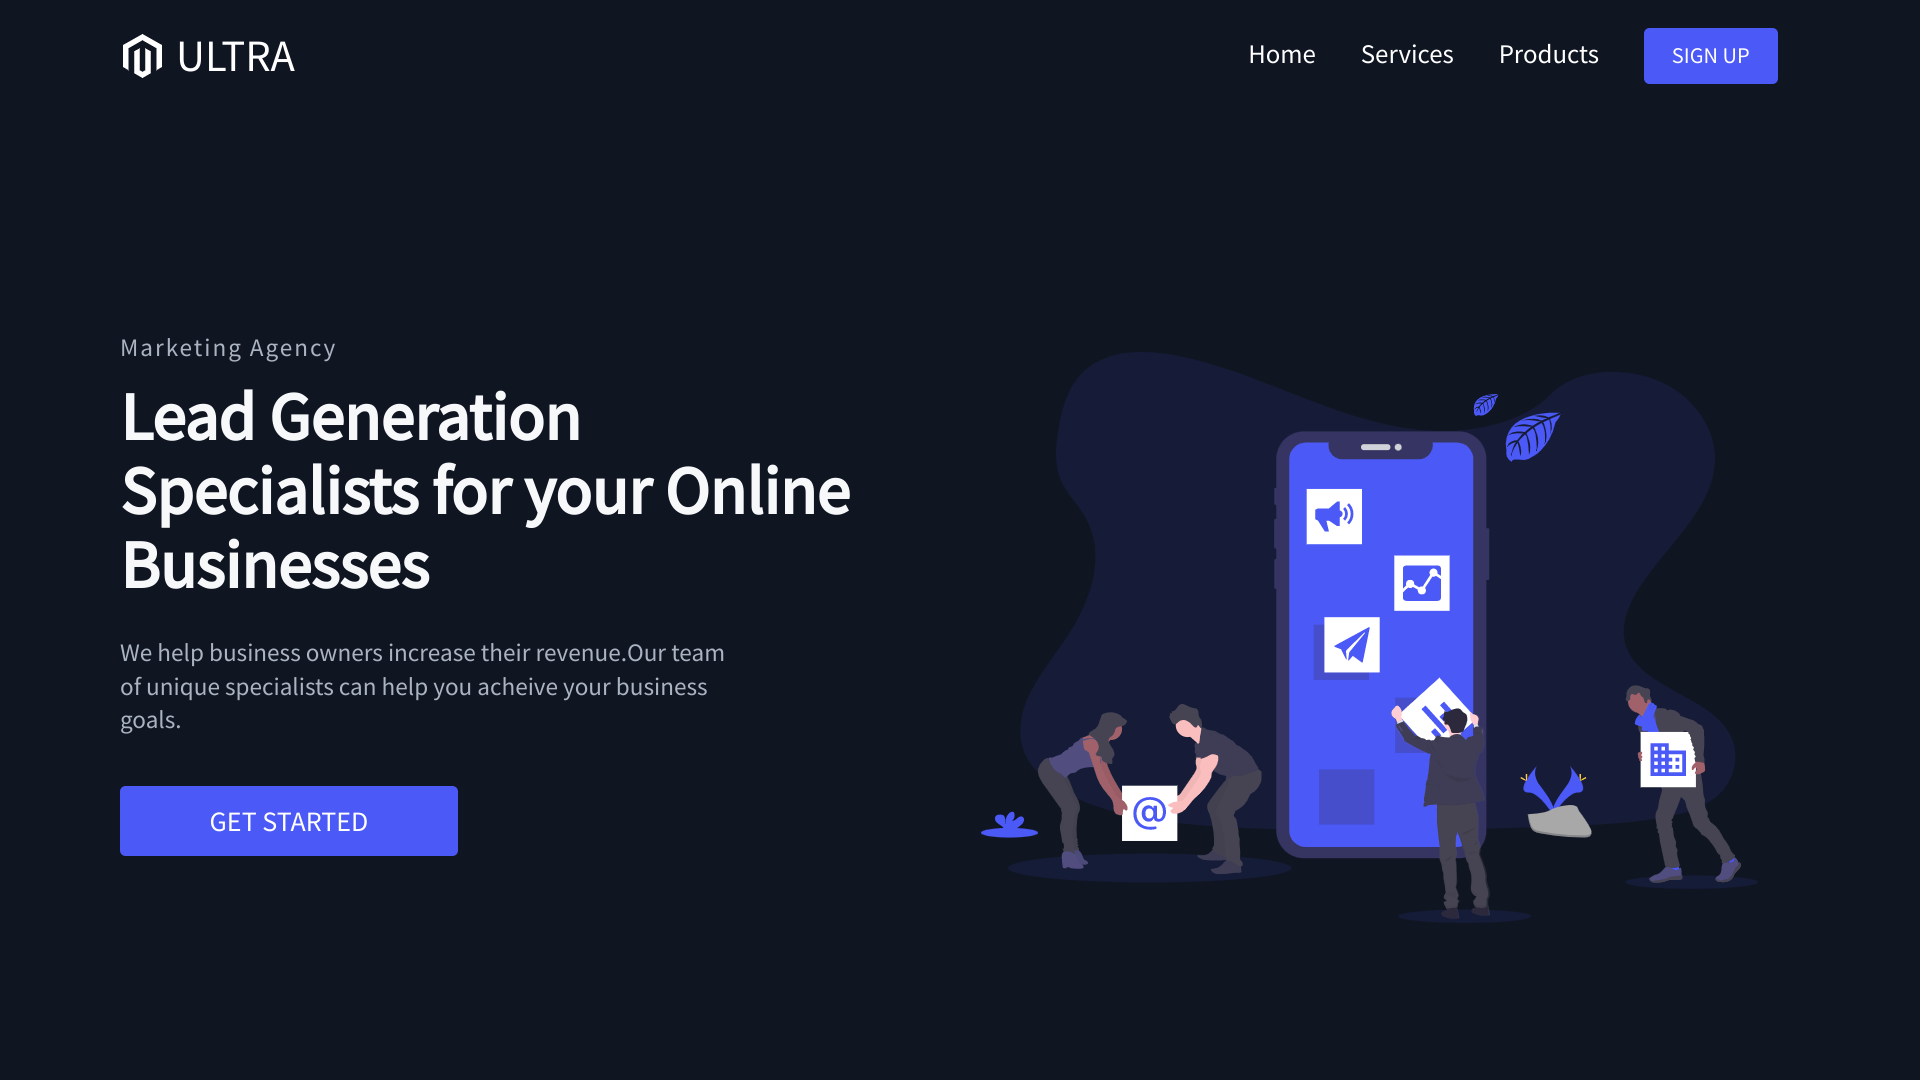 ULTRA
Home
Services
Products
SIGN UP
Marketing Agency
Lead Generation
Specialists for your Online
Businesses
We help business owners increase their revenue.Our team
of unique specialists can help you acheive your business
goals.
GET STARTED
@